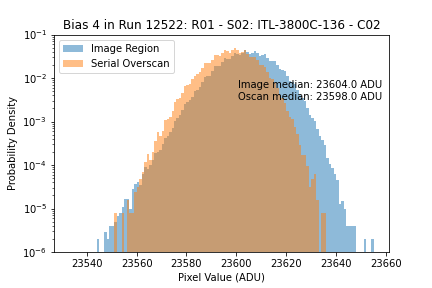 Bias 4 in Run 12522: R01 - S02: ITL-3800C-136 - C02
Image Region
Serial Overscan
Image median: 23604.0 ADU
Oscan median: 23598.0 ADU
Probability Density
10⁻¹
10⁻²
10⁻³
10⁻⁴
10⁻⁵
10⁻⁶
23540 23560 23580 23600 23620 23640 23660
Pixel Value (ADU)